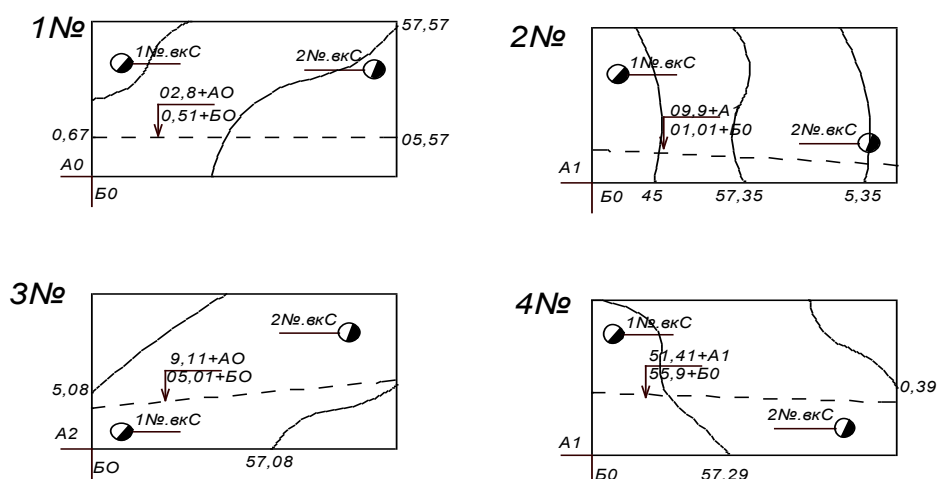 1№
57,57
1№.вкС
2№.вкС
02,8+АО
0,51+БО
0,67
05,57
А0
Б0
2№
1№.вкС
09.9+А1
01,01+Б0
2№.вкС
А1
Б0
45
57,35
5,35
3№
2№.вкС
9,11+АО
05,01+БО
5,08
1№.вкС
А2
БО
57,08
4№
1№.вкС
51,41+А1
55,9+Б0
0,39
2№.вкС
А1
Б0
57.29